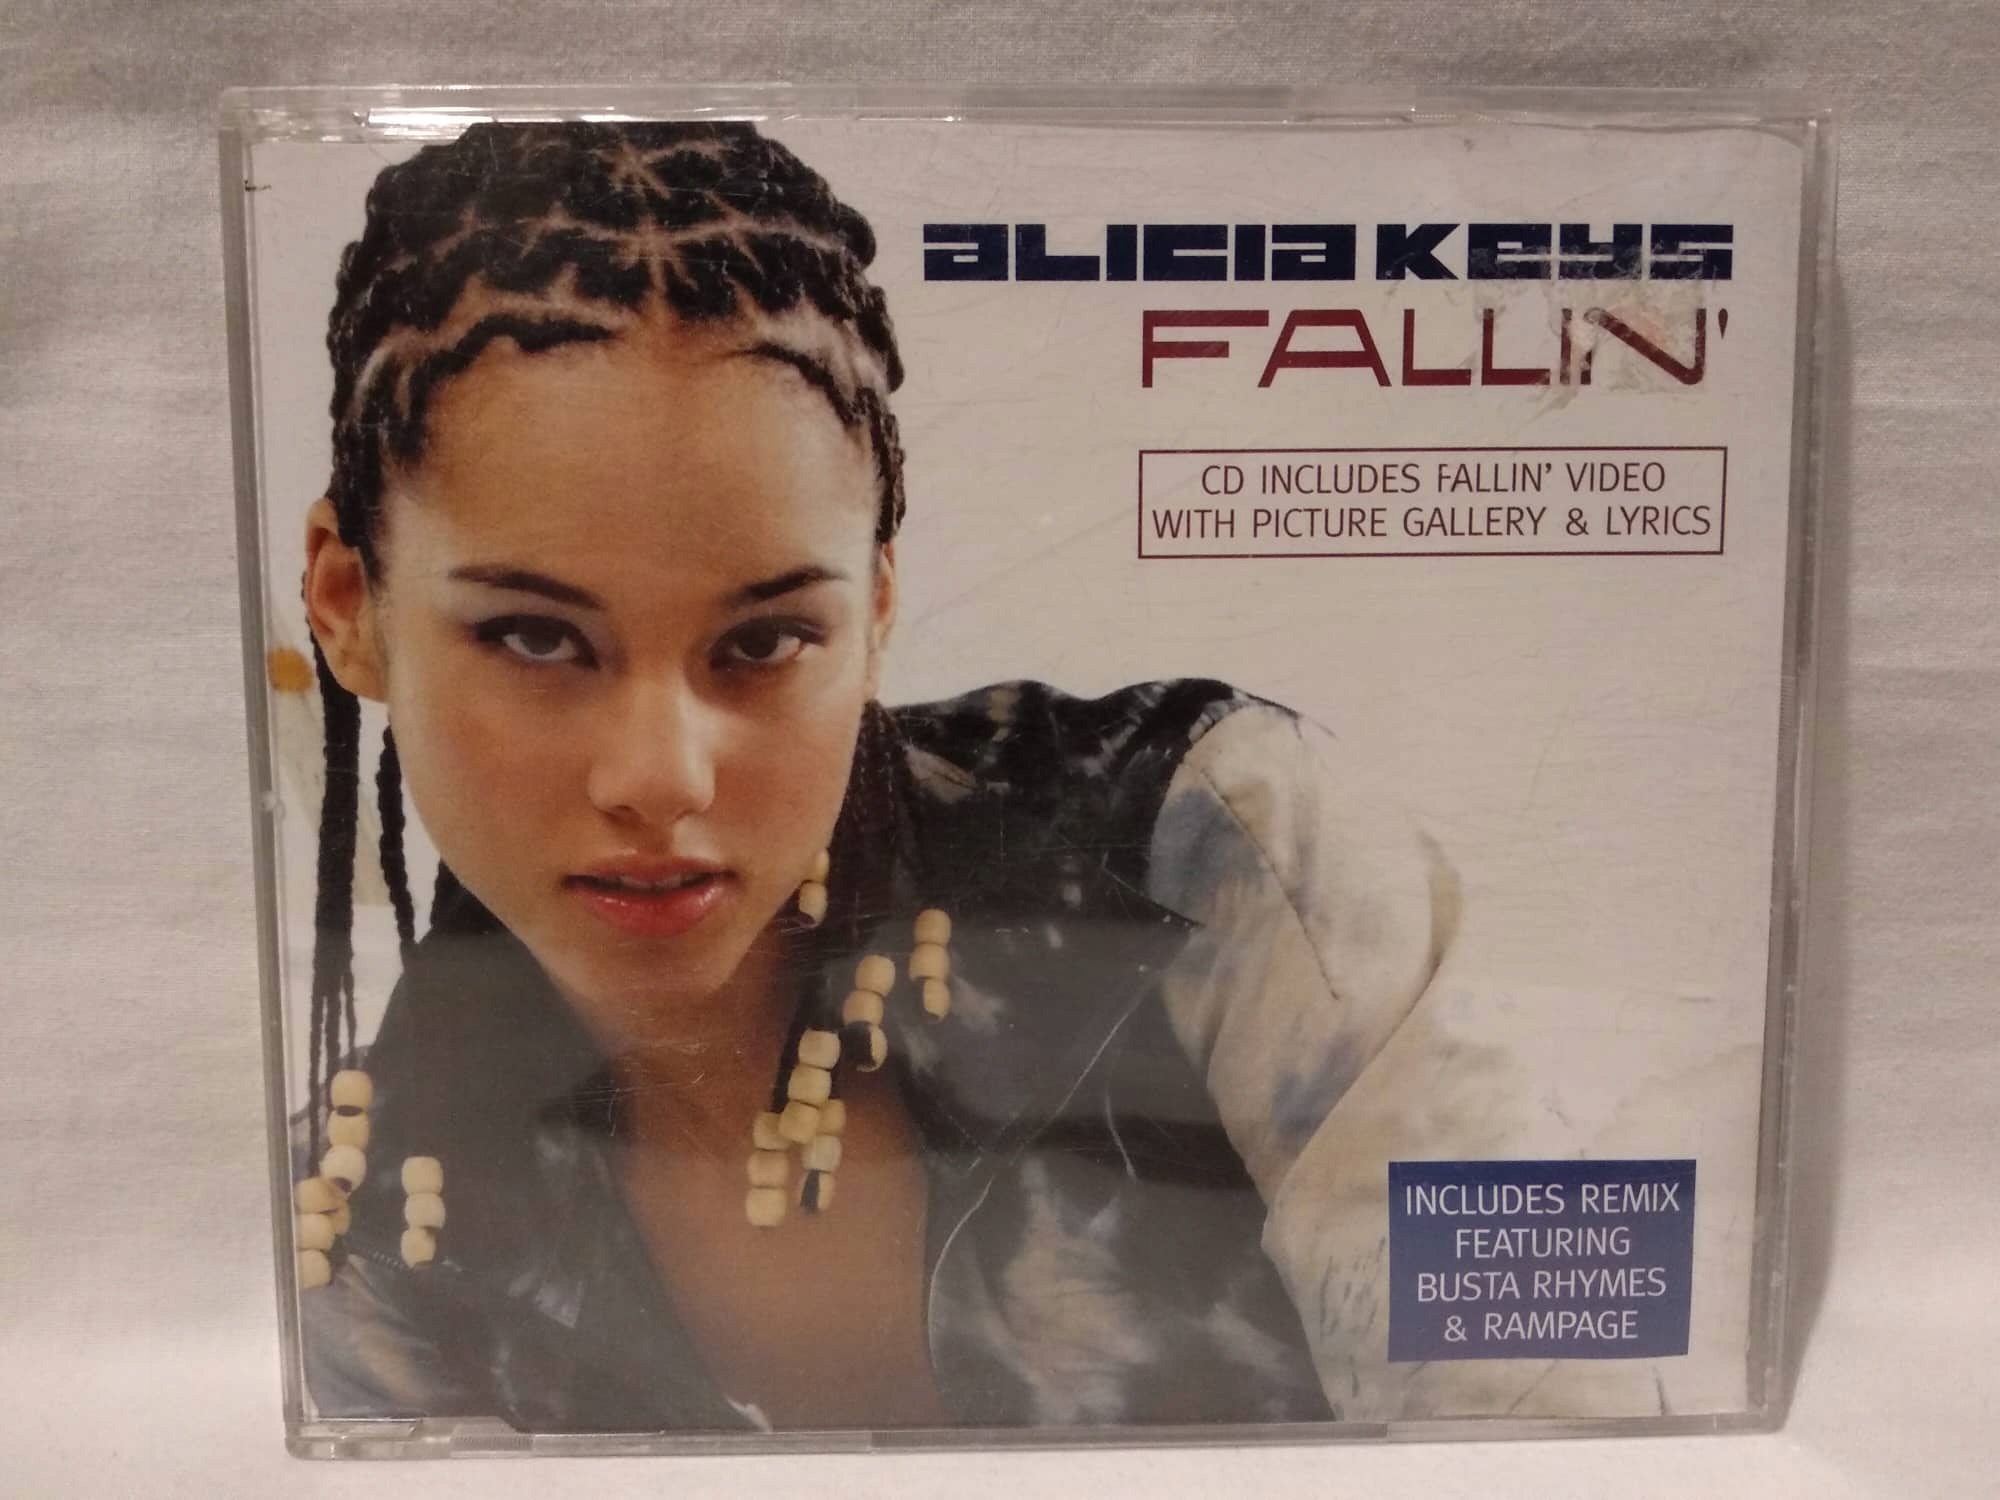 ALICIA KEYS
FALLIN'
CD INCLUDES FALLIN' VIDEO
WITH PICTURE GALLERY & LYRICS
INCLUDES REMIX
FEATURING
BUSTA RHYMES
& RAMPAGE